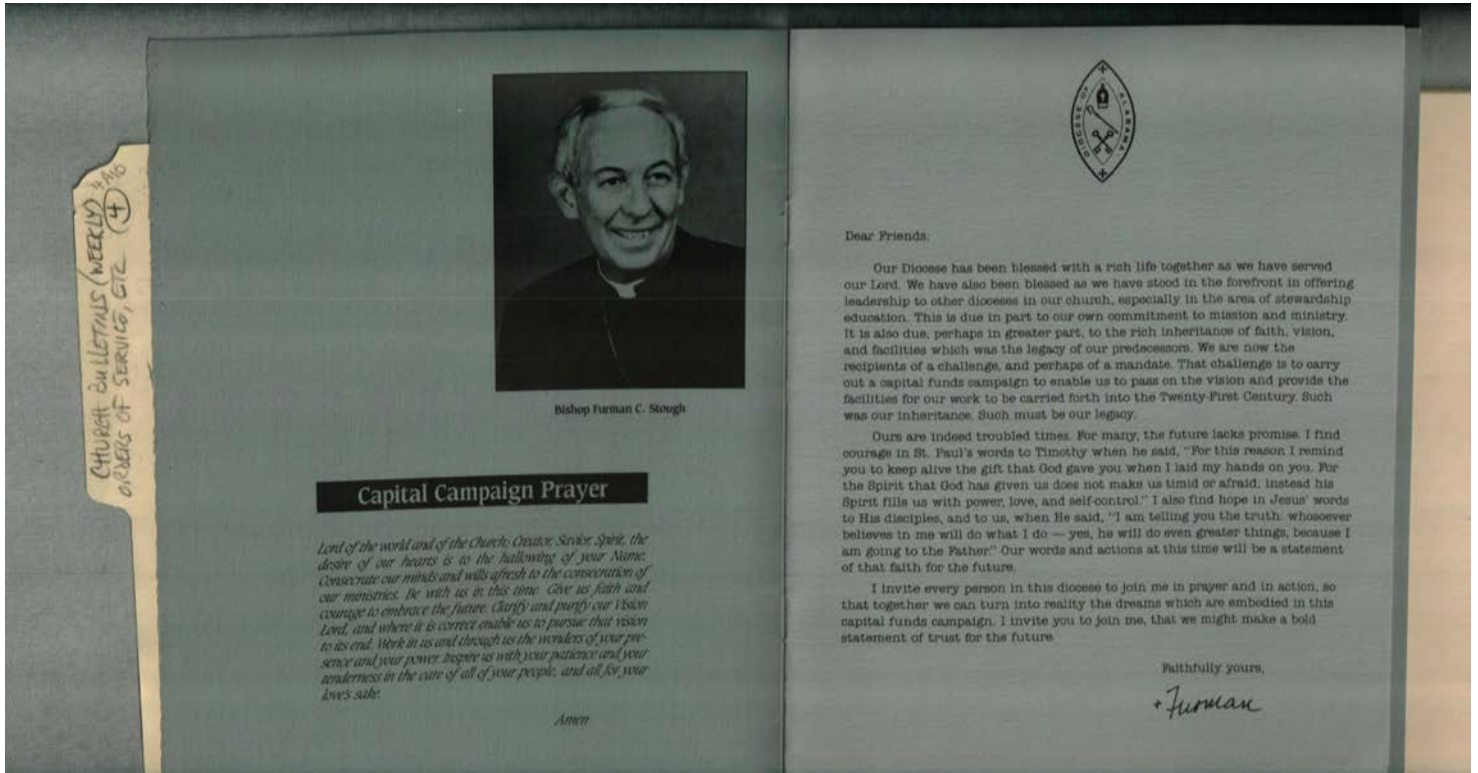 CHURCH BULLETINS (WEEKLY)
ORDERS OF SERVICE, ETC
4
Bishop Furman C. Stough
Capital Campaign Prayer
Lord of the world and of the Church; Creator, Savior, Spirit, the
desire of our hearts is to the hallowing of your Name.
Consecrate our minds and wills afresh to the consecration of
our ministries. Be with us in this time. Give us faith and
courage to embrace the future. Clarify and purify our Vision
Lord, and where it is correct enable us to pursue that vision
to its end. Work in us and through us the wonders of your pre-
sence and your power. Inspire us with your patience and your
tenderness in the care of all of your people, and all for your
love's sake.
Amen
DIOCESE OF ALABAMA
Dear Friends:
Our Diocese has been blessed with a rich life together as we have served
our Lord. We have also been blessed as we have stood in the forefront in offering
leadership to other dioceses in our church, especially in the area of stewardship
education. This is due in part to our own commitment to mission and ministry.
It is also due, perhaps in greater part, to the rich inheritance of faith, vision,
and facilities which was the legacy of our predecessors. We are now the
recipients of a challenge, and perhaps of a mandate. That challenge is to carry
out a capital funds campaign to enable us to pass on the vision and provide the
facilities for our work to be carried forth into the Twenty-First Century. Such
was our inheritance. Such must be our legacy.
Ours are indeed troubled times. For many, the future lacks promise. I find
courage in St. Paul's words to Timothy when he said, "For this reason I remind
you to keep alive the gift that God gave you when I laid my hands on you. For
the Spirit that God has given us does not make us timid or afraid; instead his
Spirit fills us with power, love, and self-control." I also find hope in Jesus' words
to His disciples, and to us, when He said, "I am telling you the truth: whosoever
believes in me will do what I do — yes, he will do even greater things, because I
am going to the Father." Our words and actions at this time will be a statement
of that faith for the future.
I invite every person in this diocese to join me in prayer and in action, so
that together we can turn into reality the dreams which are embodied in this
capital funds campaign. I invite you to join me, that we might make a bold
statement of trust for the future.
Faithfully yours,
+ Furman